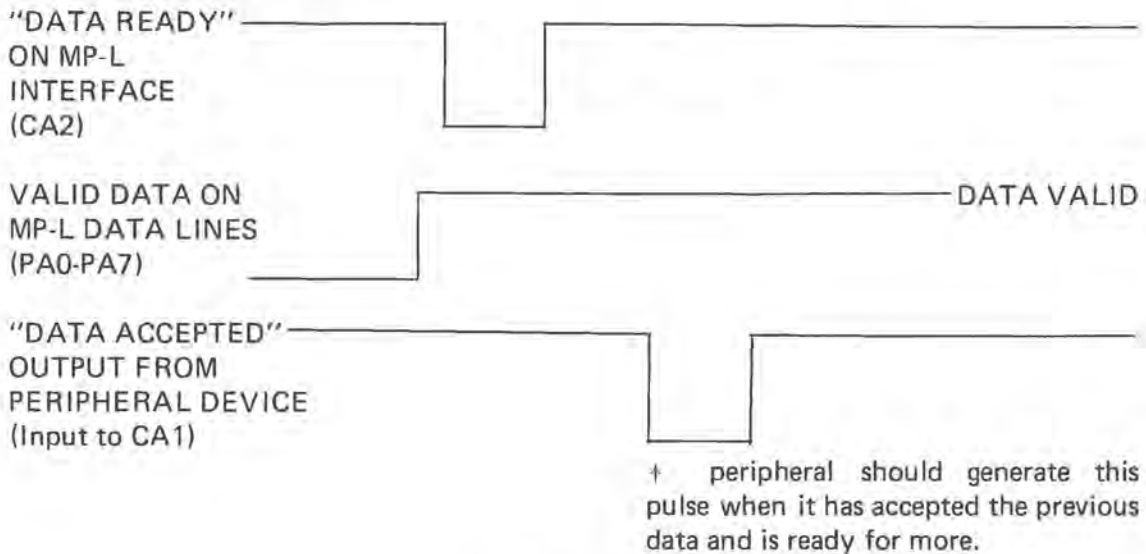 "DATA READY"
ON MP-L
INTERFACE
(CA2)
VALID DATA ON
MP-L DATA LINES
(PA0-PA7)
DATA VALID
"DATA ACCEPTED"
OUTPUT FROM
PERIPHERAL DEVICE
(Input to CA1)
peripheral should generate this
pulse when it has accepted the previous
data and is ready for more.